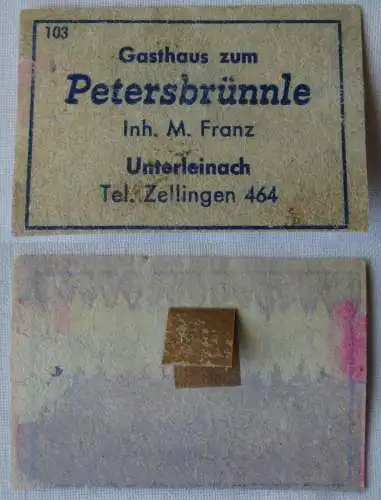 103
Gasthaus zum
Petersbrünnle
Inh. M. Franz
Unterleinach
Tel. Zellingen 464